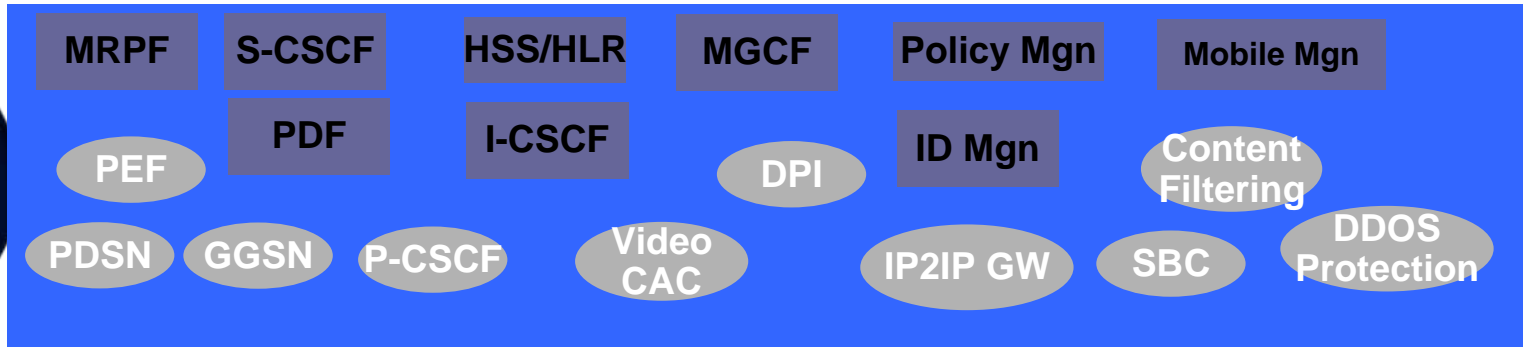 MRPF
S-CSCF
HSS/HLR
MGCF
Policy Mgn
Mobile Mgn
PDF
I-CSCF
ID Mgn
PEF
DPI
Content
Filtering
PDSN
GGSN
P-CSCF
Video
CAC
IP2IP GW
SBC
DDOS
Protection